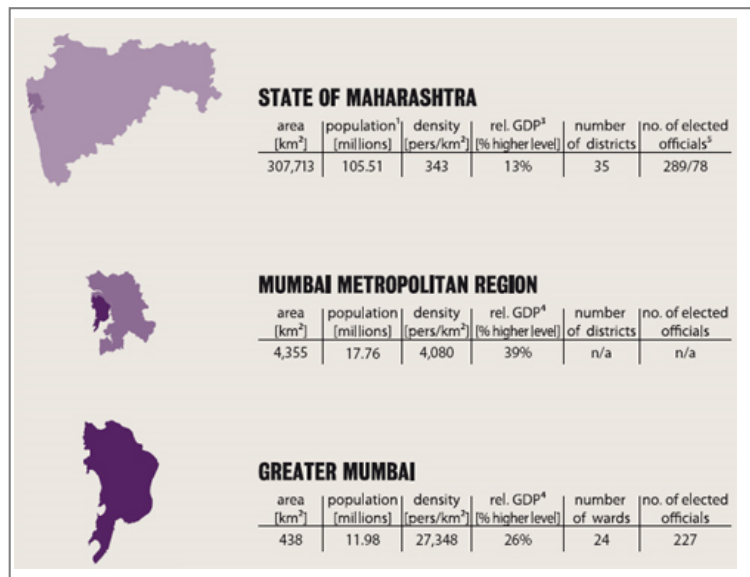 STATE OF MAHARASHTRA
area population¹ density rel. GDP³ number no. of elected
[km²] [millions] [pers/km²] [% higher level] of districts officials⁵
307,713 105.51 343 13% 35 289/78
MUMBAI METROPOLITAN REGION
area population density rel. GDP⁴ number no. of elected
[km²] [millions] [pers/km²] [% higher level] of districts officials
4,355 17.76 4,080 39% n/a n/a
GREATER MUMBAI
area population density rel. GDP⁴ number no. of elected
[km²] [millions] [pers/km²] [% higher level] of wards officials
438 11.98 27,348 26% 24 227